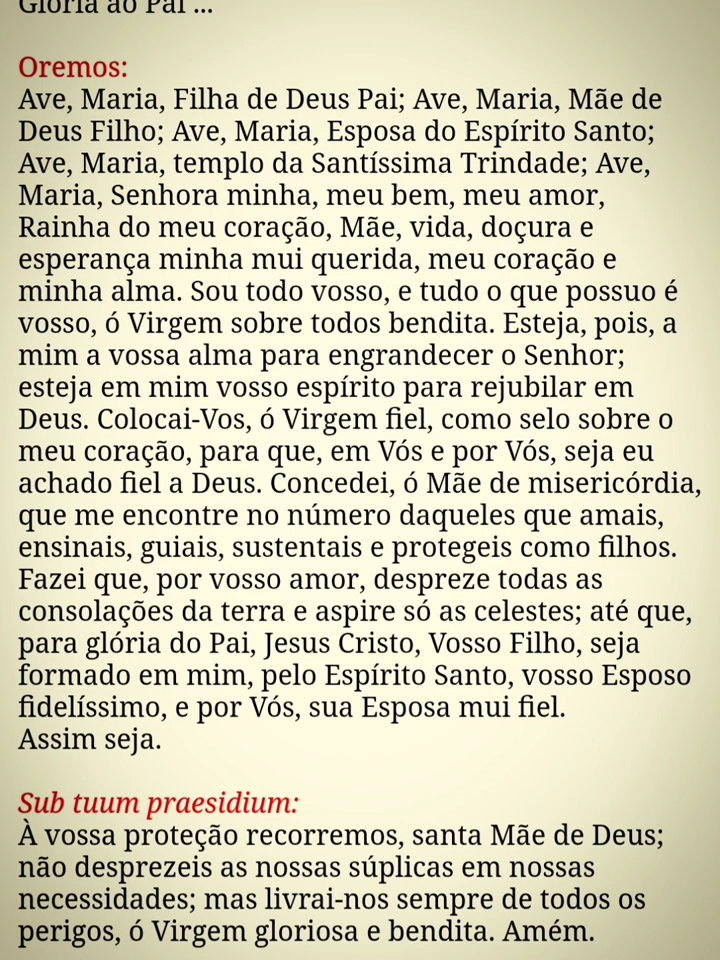 Glória ao Pai ...
Oremos:
Ave, Maria, Filha de Deus Pai; Ave, Maria, Mãe de
Deus Filho; Ave, Maria, Esposa do Espírito Santo;
Ave, Maria, templo da Santíssima Trindade; Ave,
Maria, Senhora minha, meu bem, meu amor,
Rainha do meu coração, Mãe, vida, doçura e
esperança minha mui querida, meu coração e
minha alma. Sou todo vosso, e tudo o que possuo é
vosso, ó Virgem sobre todos bendita. Esteja, pois, a
mim a vossa alma para engrandecer o Senhor;
esteja em mim vosso espírito para rejubilar em
Deus. Colocai-Vos, ó Virgem fiel, como selo sobre o
meu coração, para que, em Vós e por Vós, seja eu
achado fiel a Deus. Concedei, ó Mãe de misericórdia,
que me encontre no número daqueles que amais,
ensinais, guiais, sustentais e protegeis como filhos.
Fazei que, por vosso amor, despreze todas as
consolações da terra e aspire só as celestes; até que,
para glória do Pai, Jesus Cristo, Vosso Filho, seja
formado em mim, pelo Espírito Santo, vosso Esposo
fidelíssimo, e por Vós, sua Esposa mui fiel.
Assim seja.
Sub tuum praesidium:
À vossa proteção recorremos, santa Mãe de Deus;
não desprezeis as nossas súplicas em nossas
necessidades; mas livrai-nos sempre de todos os
perigos, ó Virgem gloriosa e bendita. Amém.